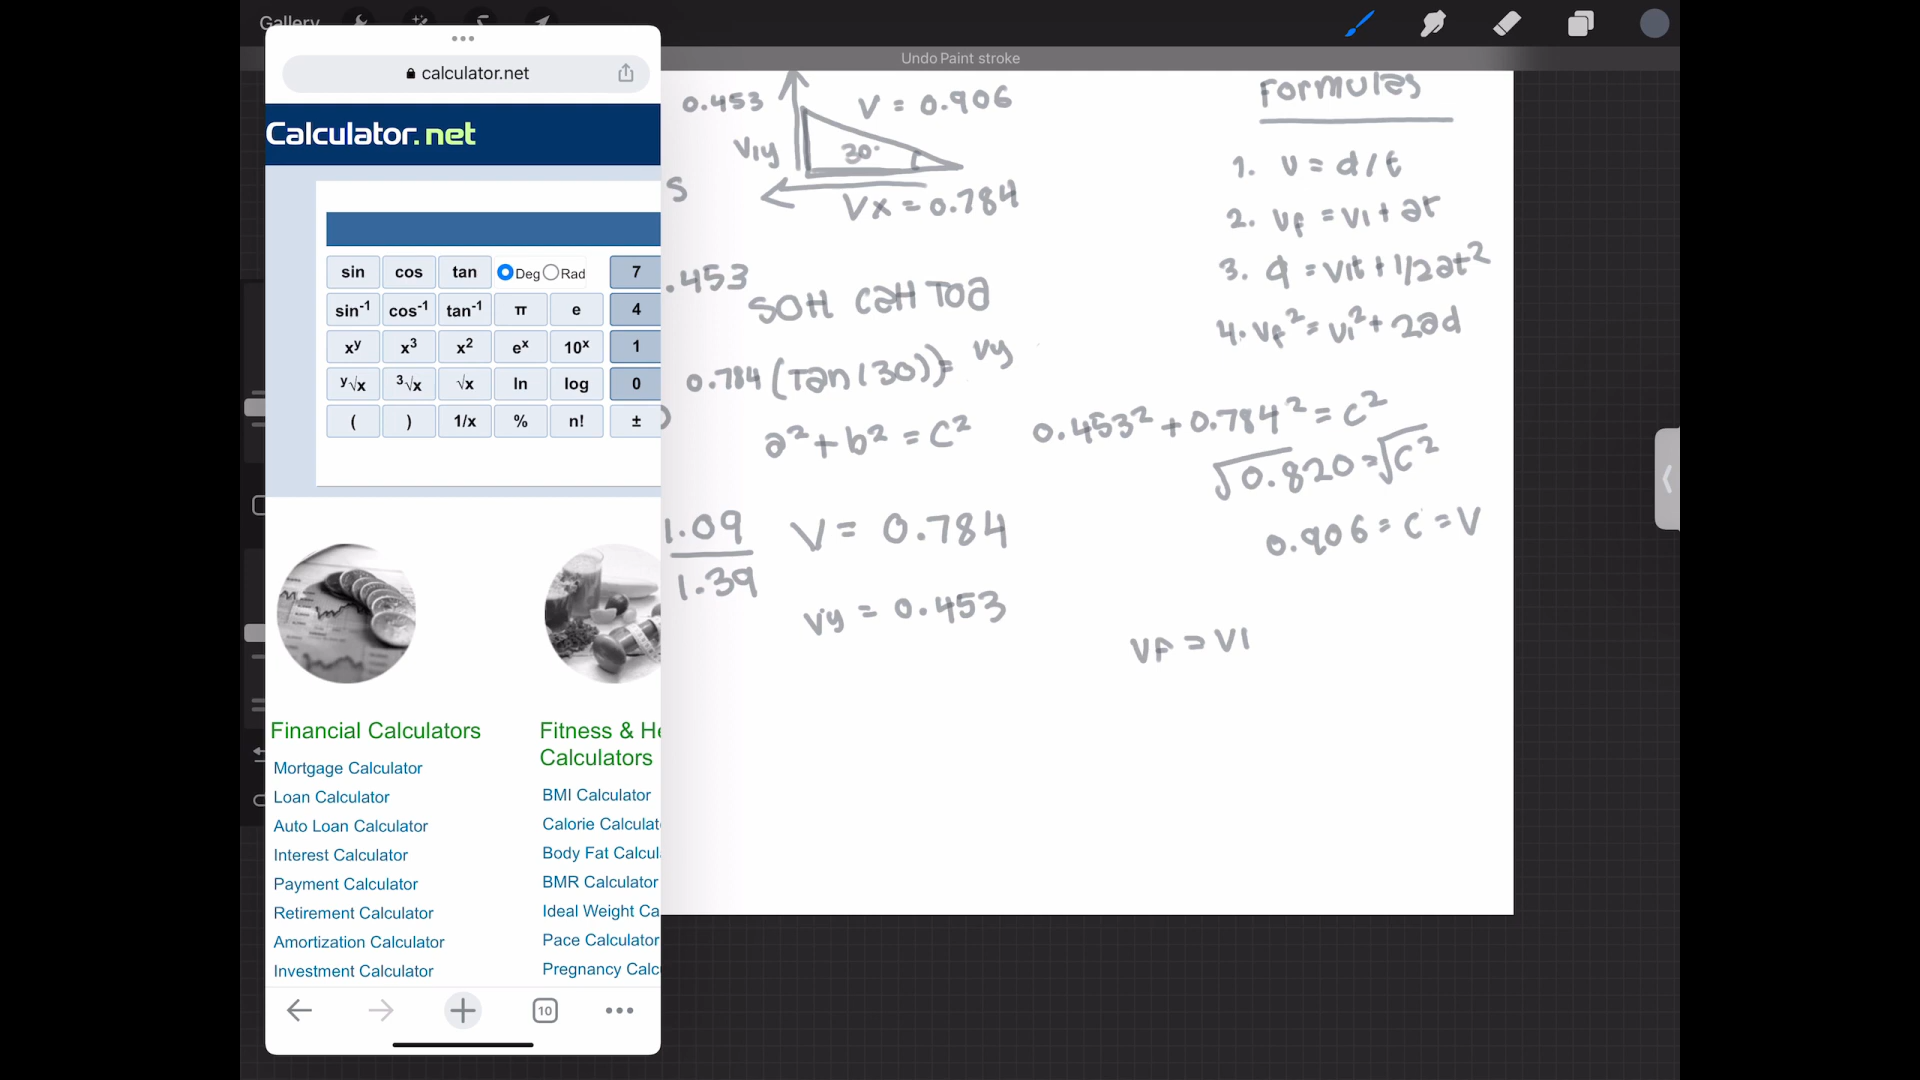 Gallery
Undo Paint stroke
calculator.net
Calculator.net
sin cos tan Deg Rad 7
sin-1 cos-1 tan-1 π e 4
xy x3 x2 ex 10x 1
y√x 3√x √x ln log 0
( ) 1/x % n! ±
Financial Calculators
Mortgage Calculator
Loan Calculator
Auto Loan Calculator
Interest Calculator
Payment Calculator
Retirement Calculator
Amortization Calculator
Investment Calculator
Fitness & He
Calculators
BMI Calculator
Calorie Calculat
Body Fat Calcul
BMR Calculator
Ideal Weight Ca
Pace Calculator
Pregnancy Calc
10
0.453
V = 0.906
V1y
30°
S
Vx = 0.784
.453
SOH CAH TOA
0.784 (Tan(30)) = Vy
a² + b² = c²
0.453² + 0.784² = c²
√0.820 = √c²
0.906 = C = V
1.09
1.39
V = 0.784
Vy = 0.453
VF = V1
Formulas
1. V = d/t
2. VF = V1 + at
3. d = V1t + 1/2at²
4. VF² = V1² + 2ad